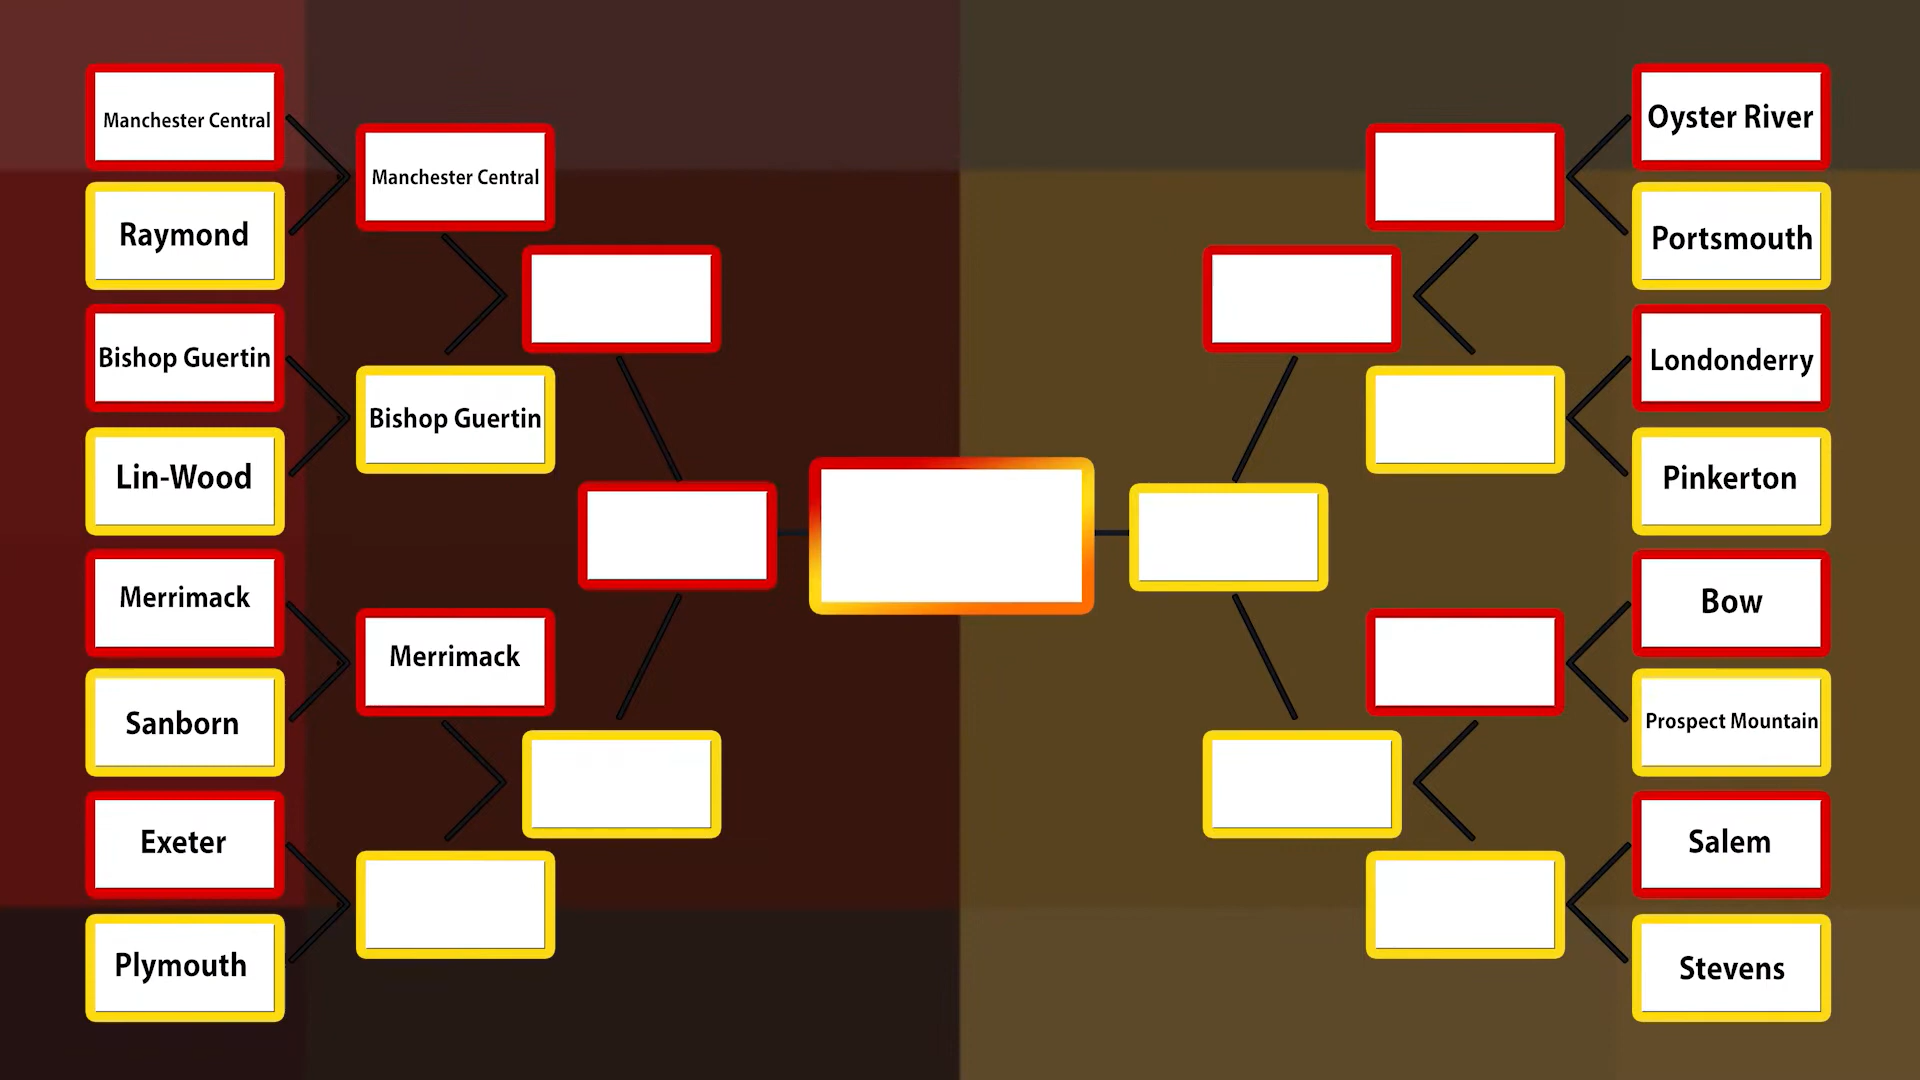 Manchester Central
Raymond
Bishop Guertin
Lin-Wood
Merrimack
Sanborn
Exeter
Plymouth
Manchester Central
Bishop Guertin
Merrimack
Oyster River
Portsmouth
Londonderry
Pinkerton
Bow
Prospect Mountain
Salem
Stevens